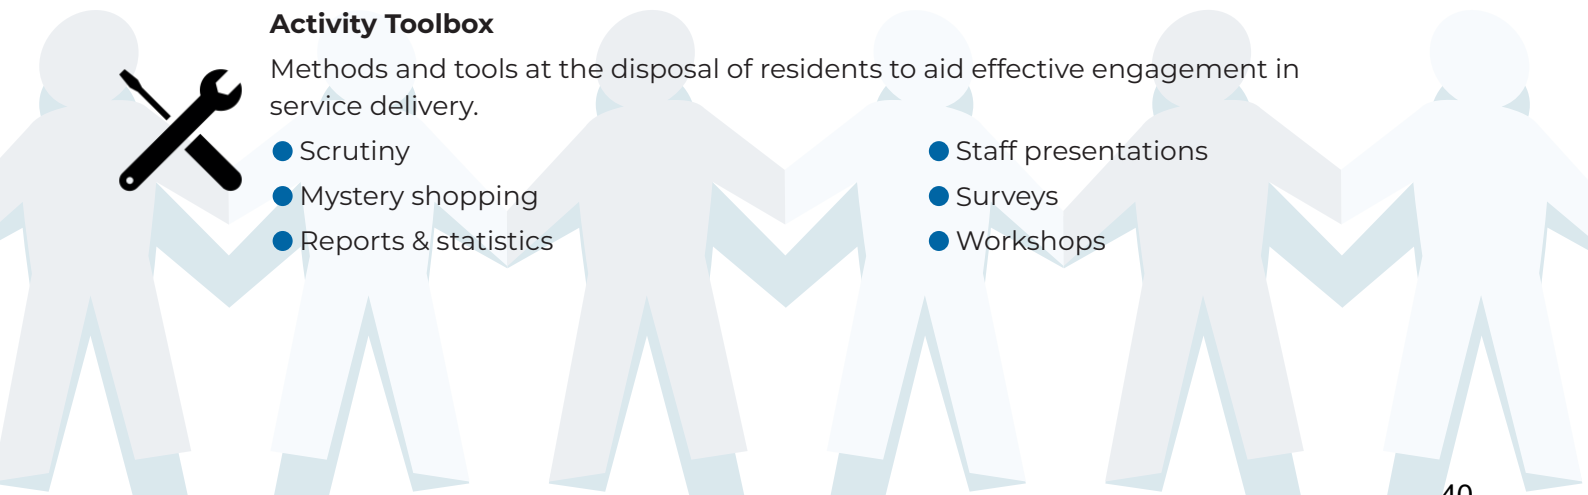 Activity Toolbox
Methods and tools at the disposal of residents to aid effective engagement in
service delivery.
Scrutiny
Mystery shopping
Reports & statistics
Staff presentations
Surveys
Workshops
40